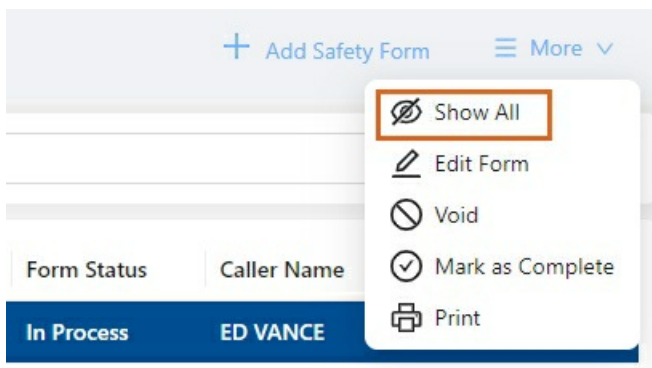 Add Safety Form More
Show All
Edit Form
Void
Form Status Caller Name Mark as Complete
In Process ED VANCE Print